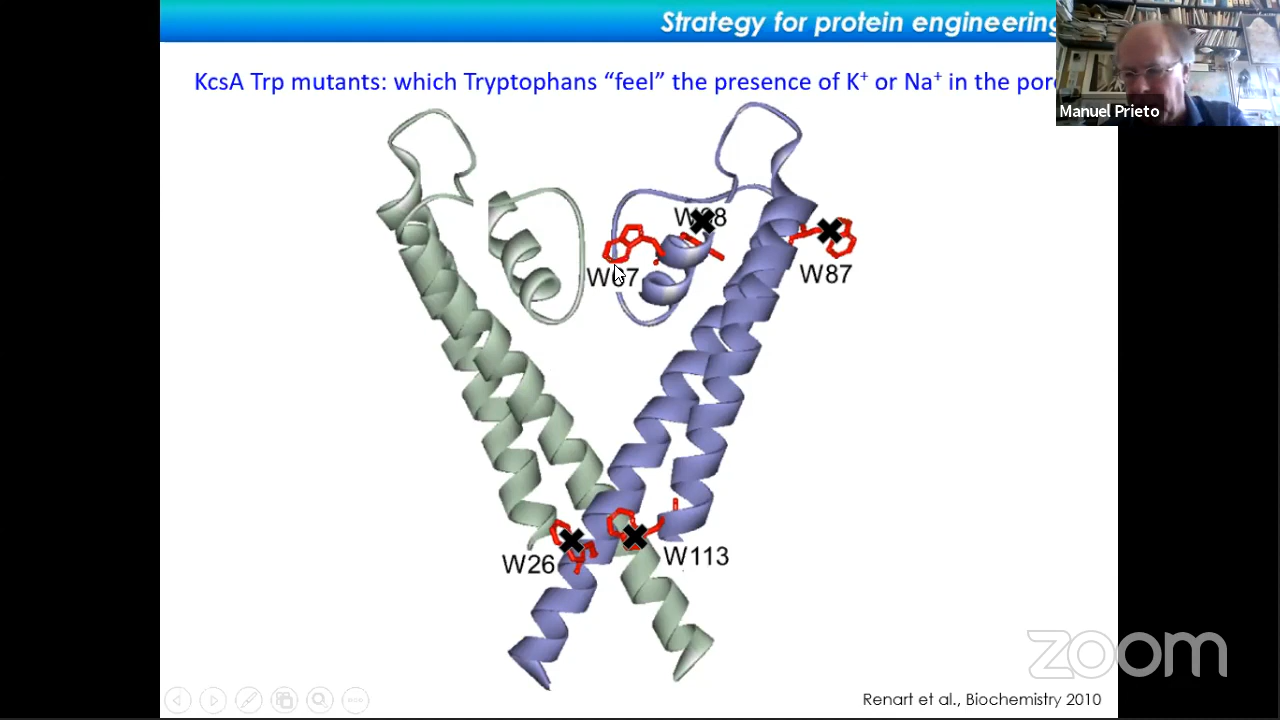 Strategy for protein engineering
KcsA Trp mutants: which Tryptophans “feel” the presence of K⁺ or Na⁺ in the pore
Manuel Prieto
W68
W67
W87
W26
W113
zoom
Renart et al., Biochemistry 2010